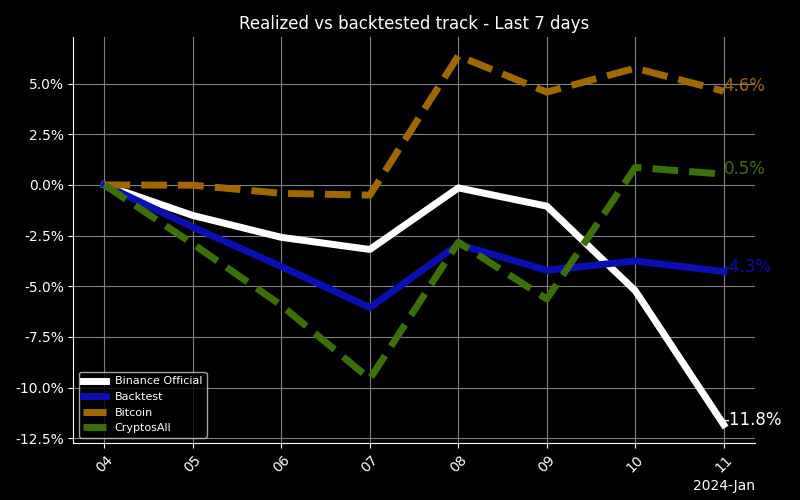 Realized vs backtested track - Last 7 days
5.0%
2.5%
0.0%
-2.5%
-5.0%
-7.5%
-10.0%
-12.5%
4.6%
0.5%
-4.3%
-11.8%
Binance Official
Backtest
Bitcoin
CryptosAll
04 05 06 07 08 09 10 11
2024-Jan